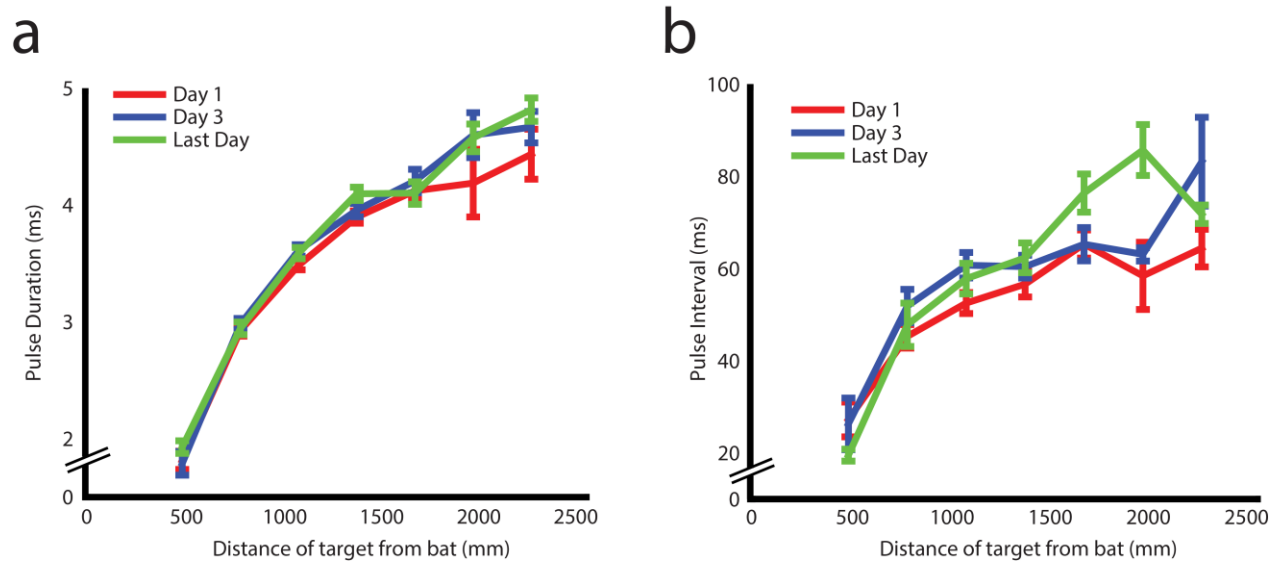 a
5
4
3
2
0
Pulse Duration (ms)
Day 1
Day 3
Last Day
0 500 1000 1500 2000 2500
Distance of target from bat (mm)
b
100
80
60
40
20
0
Pulse Interval (ms)
Day 1
Day 3
Last Day
0 500 1000 1500 2000 2500
Distance of target from bat (mm)